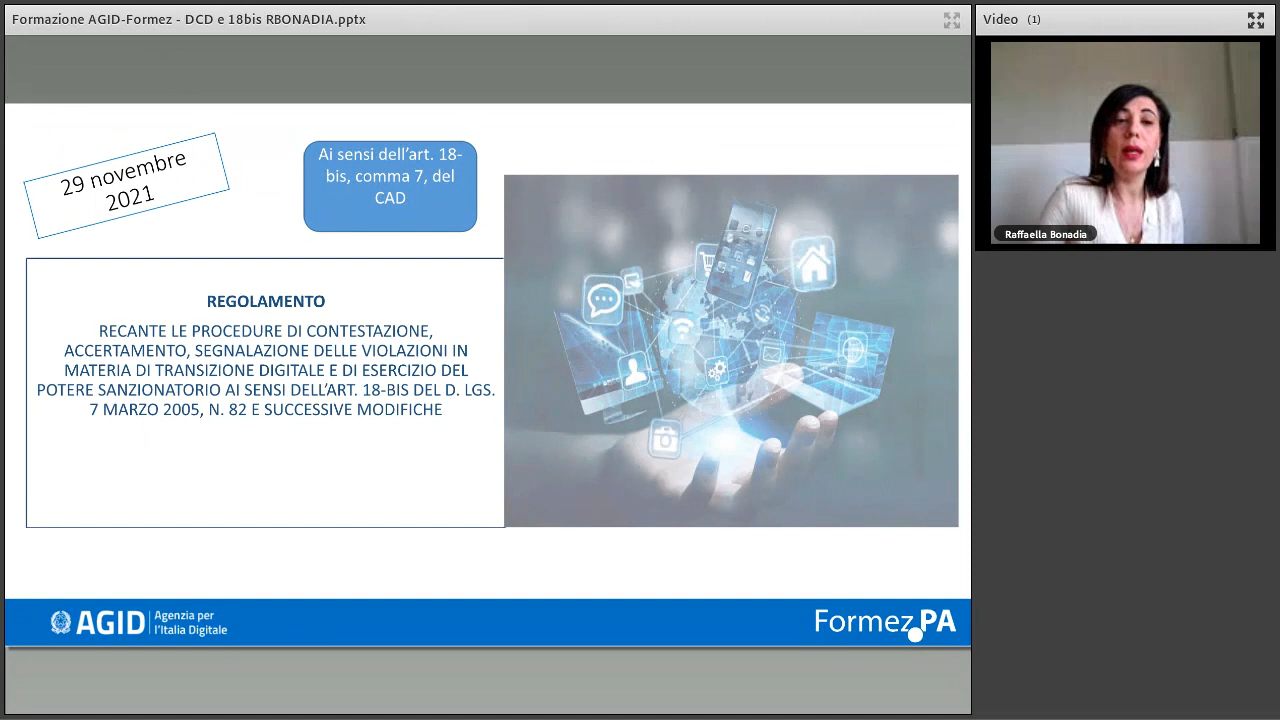 Formazione AGID-Formez - DCD e 18bis RBONADIA.pptx
Video (1)
Raffaella Bonadia
29 novembre
2021
Ai sensi dell’art. 18-
bis, comma 7, del
CAD
REGOLAMENTO
RECANTE LE PROCEDURE DI CONTESTAZIONE,
ACCERTAMENTO, SEGNALAZIONE DELLE VIOLAZIONI IN
MATERIA DI TRANSIZIONE DIGITALE E DI ESERCIZIO DEL
POTERE SANZIONATORIO AI SENSI DELL’ART. 18-BIS DEL D. LGS.
7 MARZO 2005, N. 82 E SUCCESSIVE MODIFICHE
AGID
Agenzia per
l’Italia Digitale
Formez PA